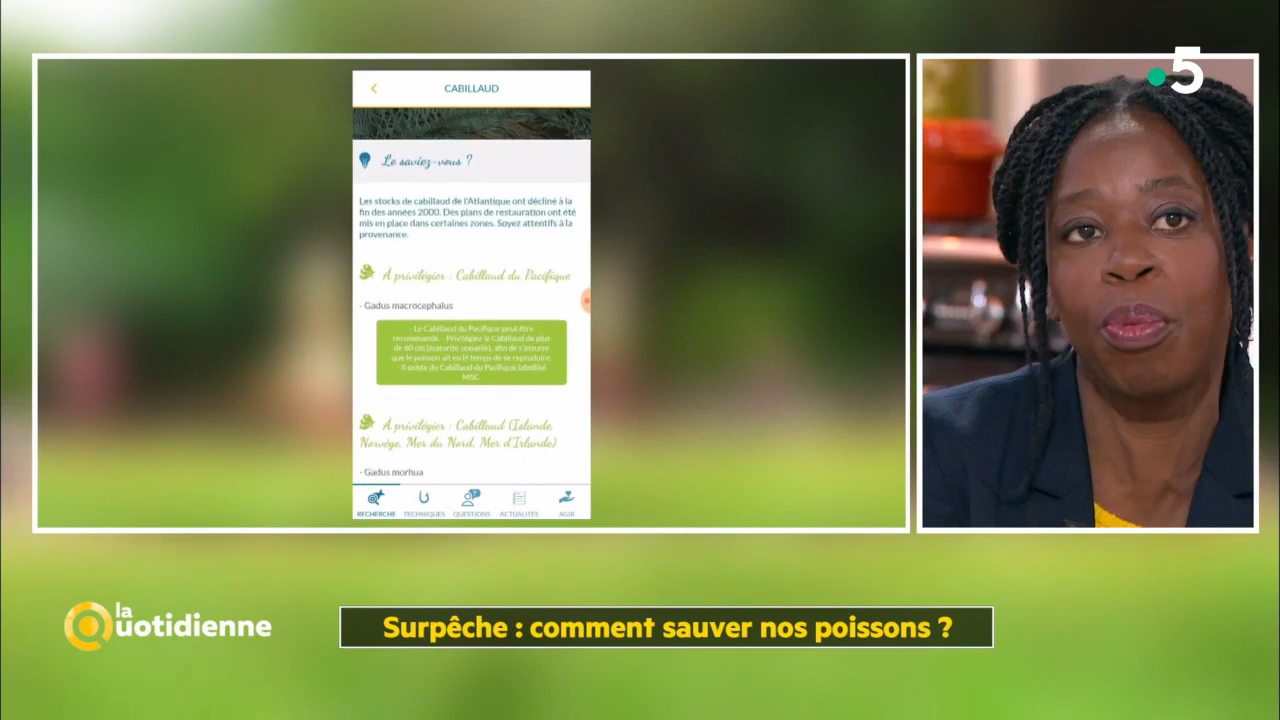 5
CABILLAUD
Le saviez-vous ?
Les stocks de cabillaud de l'Atlantique ont décliné à la
fin des années 2000. Des plans de restauration ont été
mis en place dans certaines zones. Soyez attentifs à la
provenance.
À privilégier : Cabillaud du Pacifique
- Gadus macrocephalus
- Le Cabillaud du Pacifique peut être
recommandé. - Privilégiez le Cabillaud de plus
de 60 cm (maturité sexuelle), afin de s'assurer
que le poisson ait eu le temps de se reproduire.
- Il existe du Cabillaud du Pacifique labellisé
MSC.
À privilégier : Cabillaud (Islande,
Norvège, Mer du Nord, Mer d'Irlande)
- Gadus morhua
RECHERCHE TECHNIQUES QUESTIONS ACTUALITÉS AGIR
la Quotidienne
Surpêche : comment sauver nos poissons ?